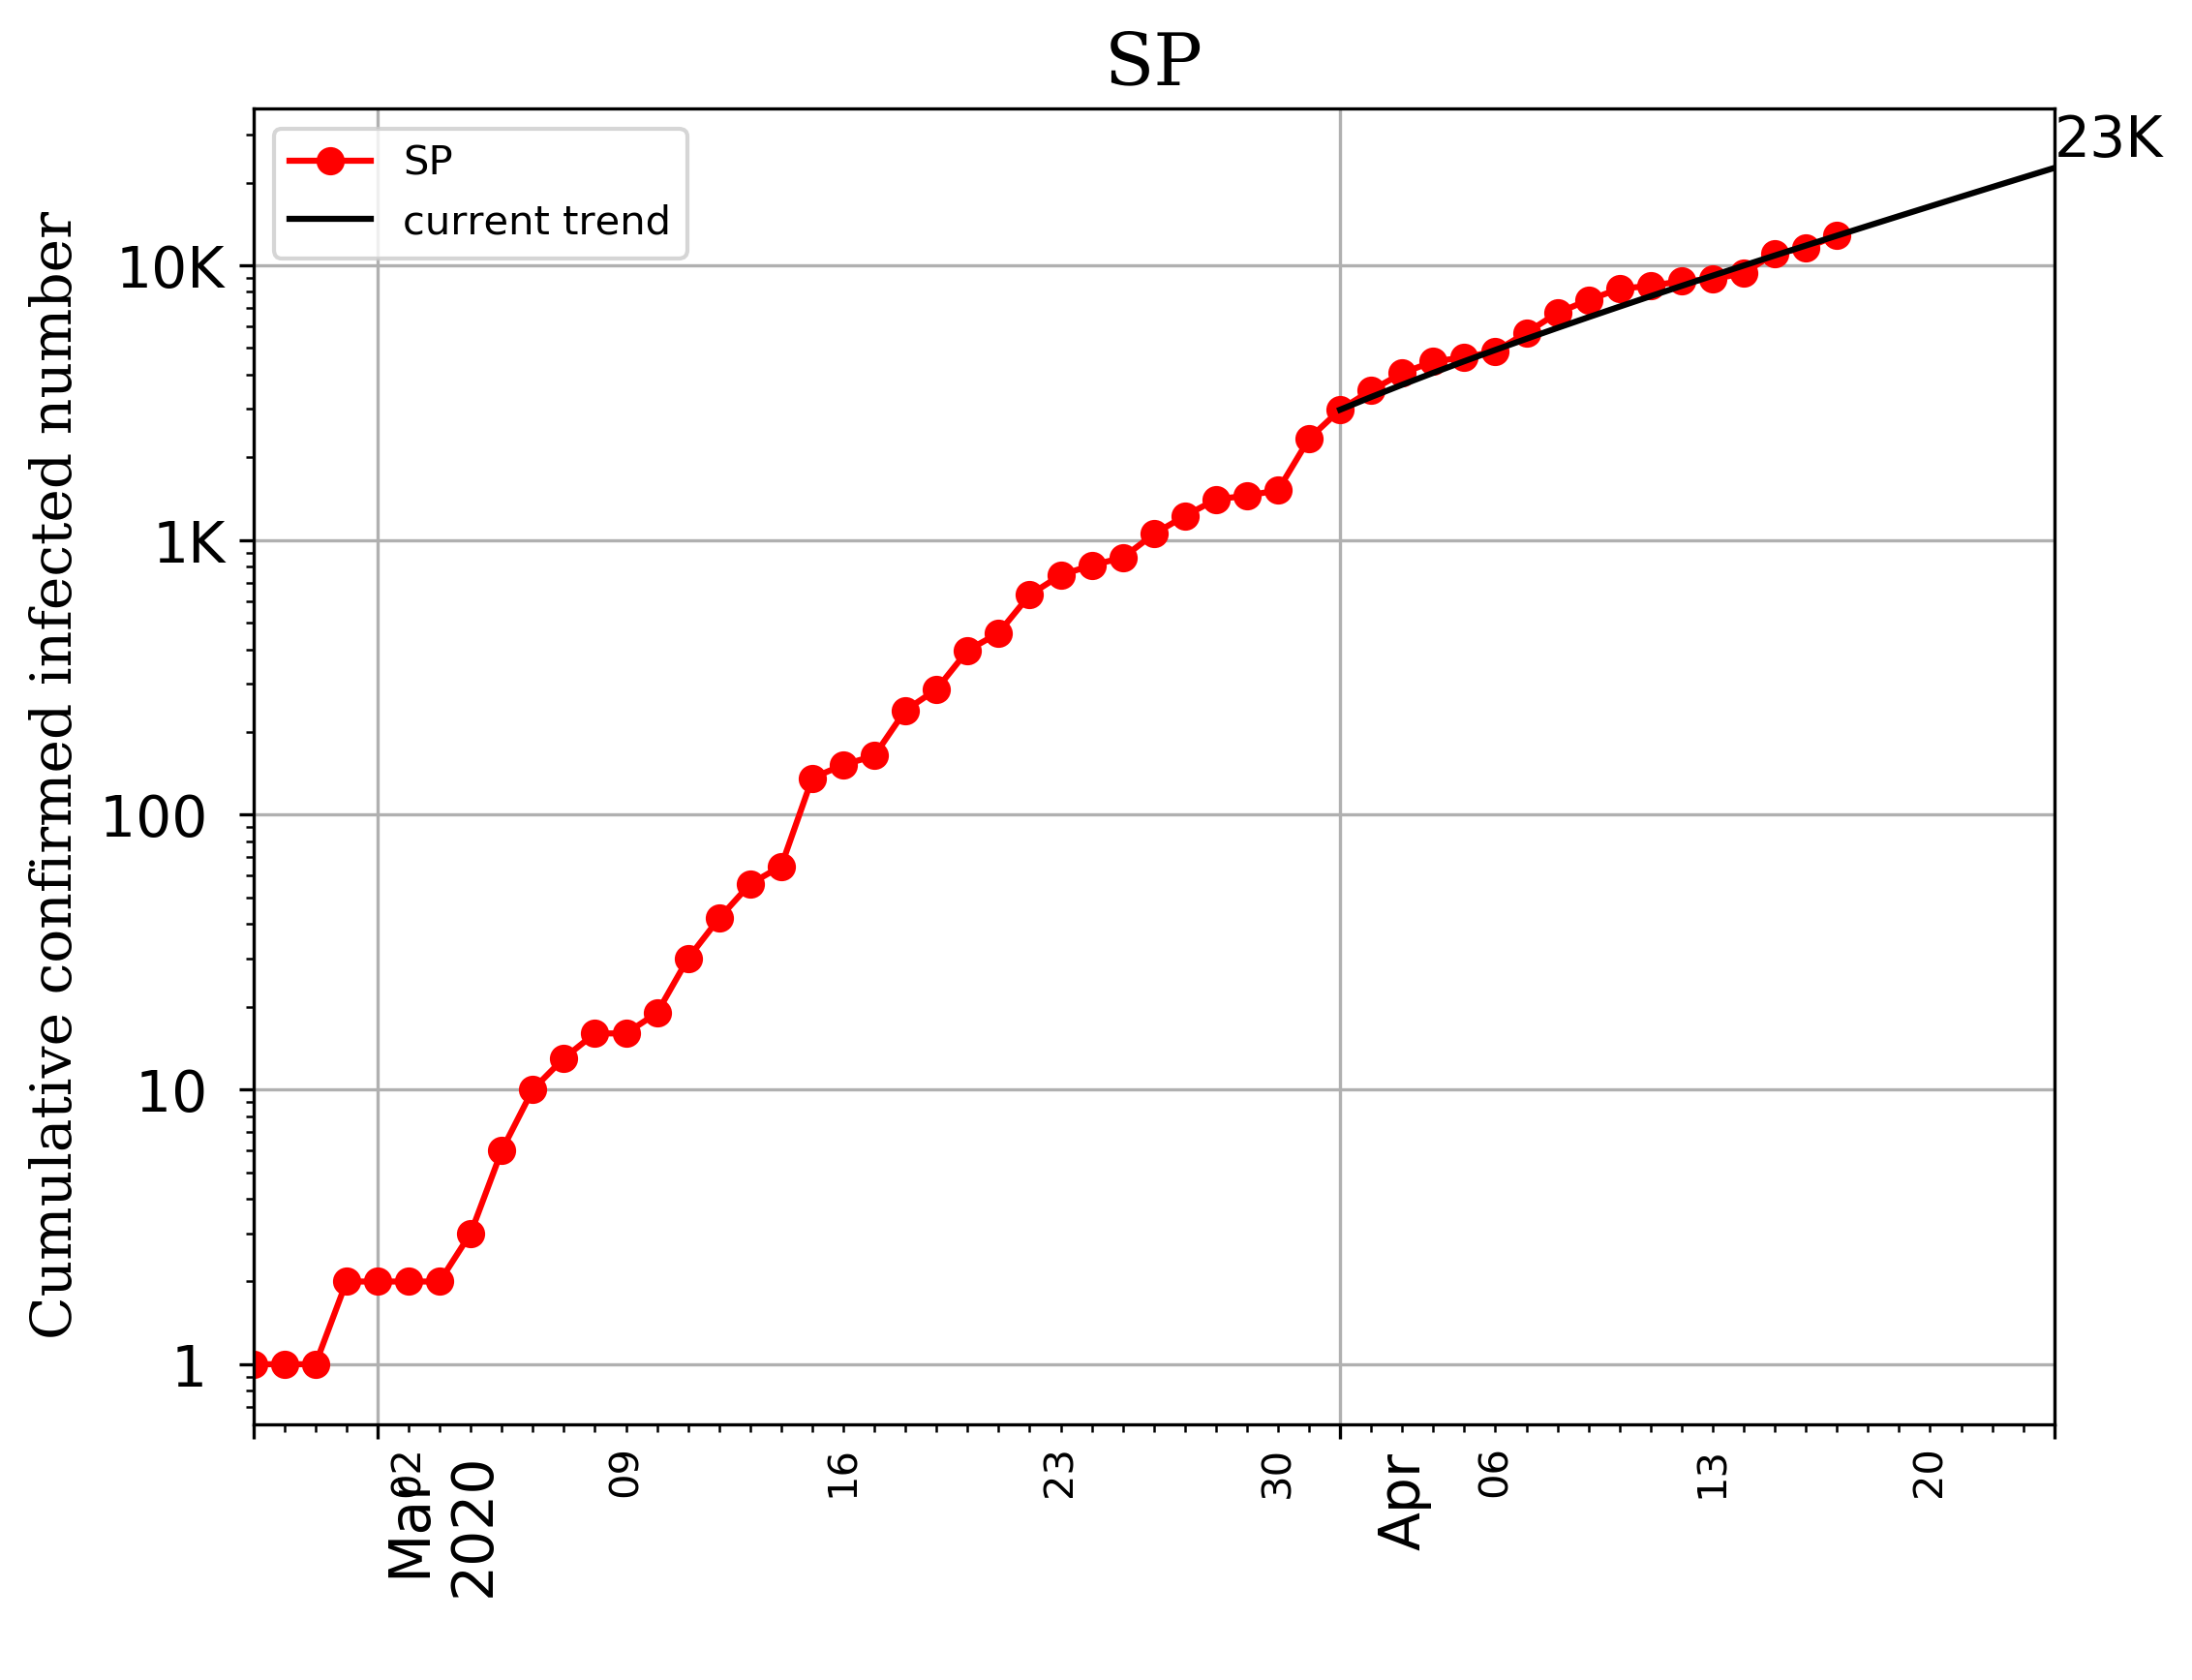 SP
23K
SP
current trend
Cumulative confirmed infected number
10K
1K
100
10
1
02
09
16
23
30
06
13
20
Mar
2020
Apr